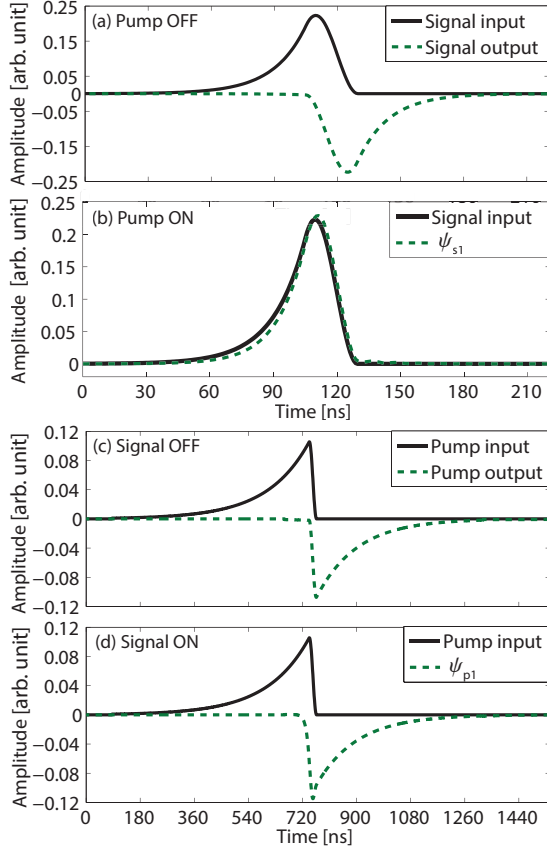 (a) Pump OFF
Signal input
Signal output
Amplitude [arb. unit]
0.25
0.15
0.05
0
−0.05
−0.15
0.25
(b) Pump ON
Signal input
ψs1
Amplitude [arb. unit]
0.2
0.15
0.1
0.05
0
0 30 60 90 120 150 180 210
Time [ns]
(c) Signal OFF
Pump input
Pump output
Amplitude [arb. unit]
0.12
0.08
0.04
0
−0.04
−0.08
−0.12
(d) Signal ON
Pump input
ψp1
Amplitude [arb. unit]
0.12
0.08
0.04
0
−0.04
−0.08
−0.12
0 180 360 540 720 900 1080 1260 1440
Time [ns]